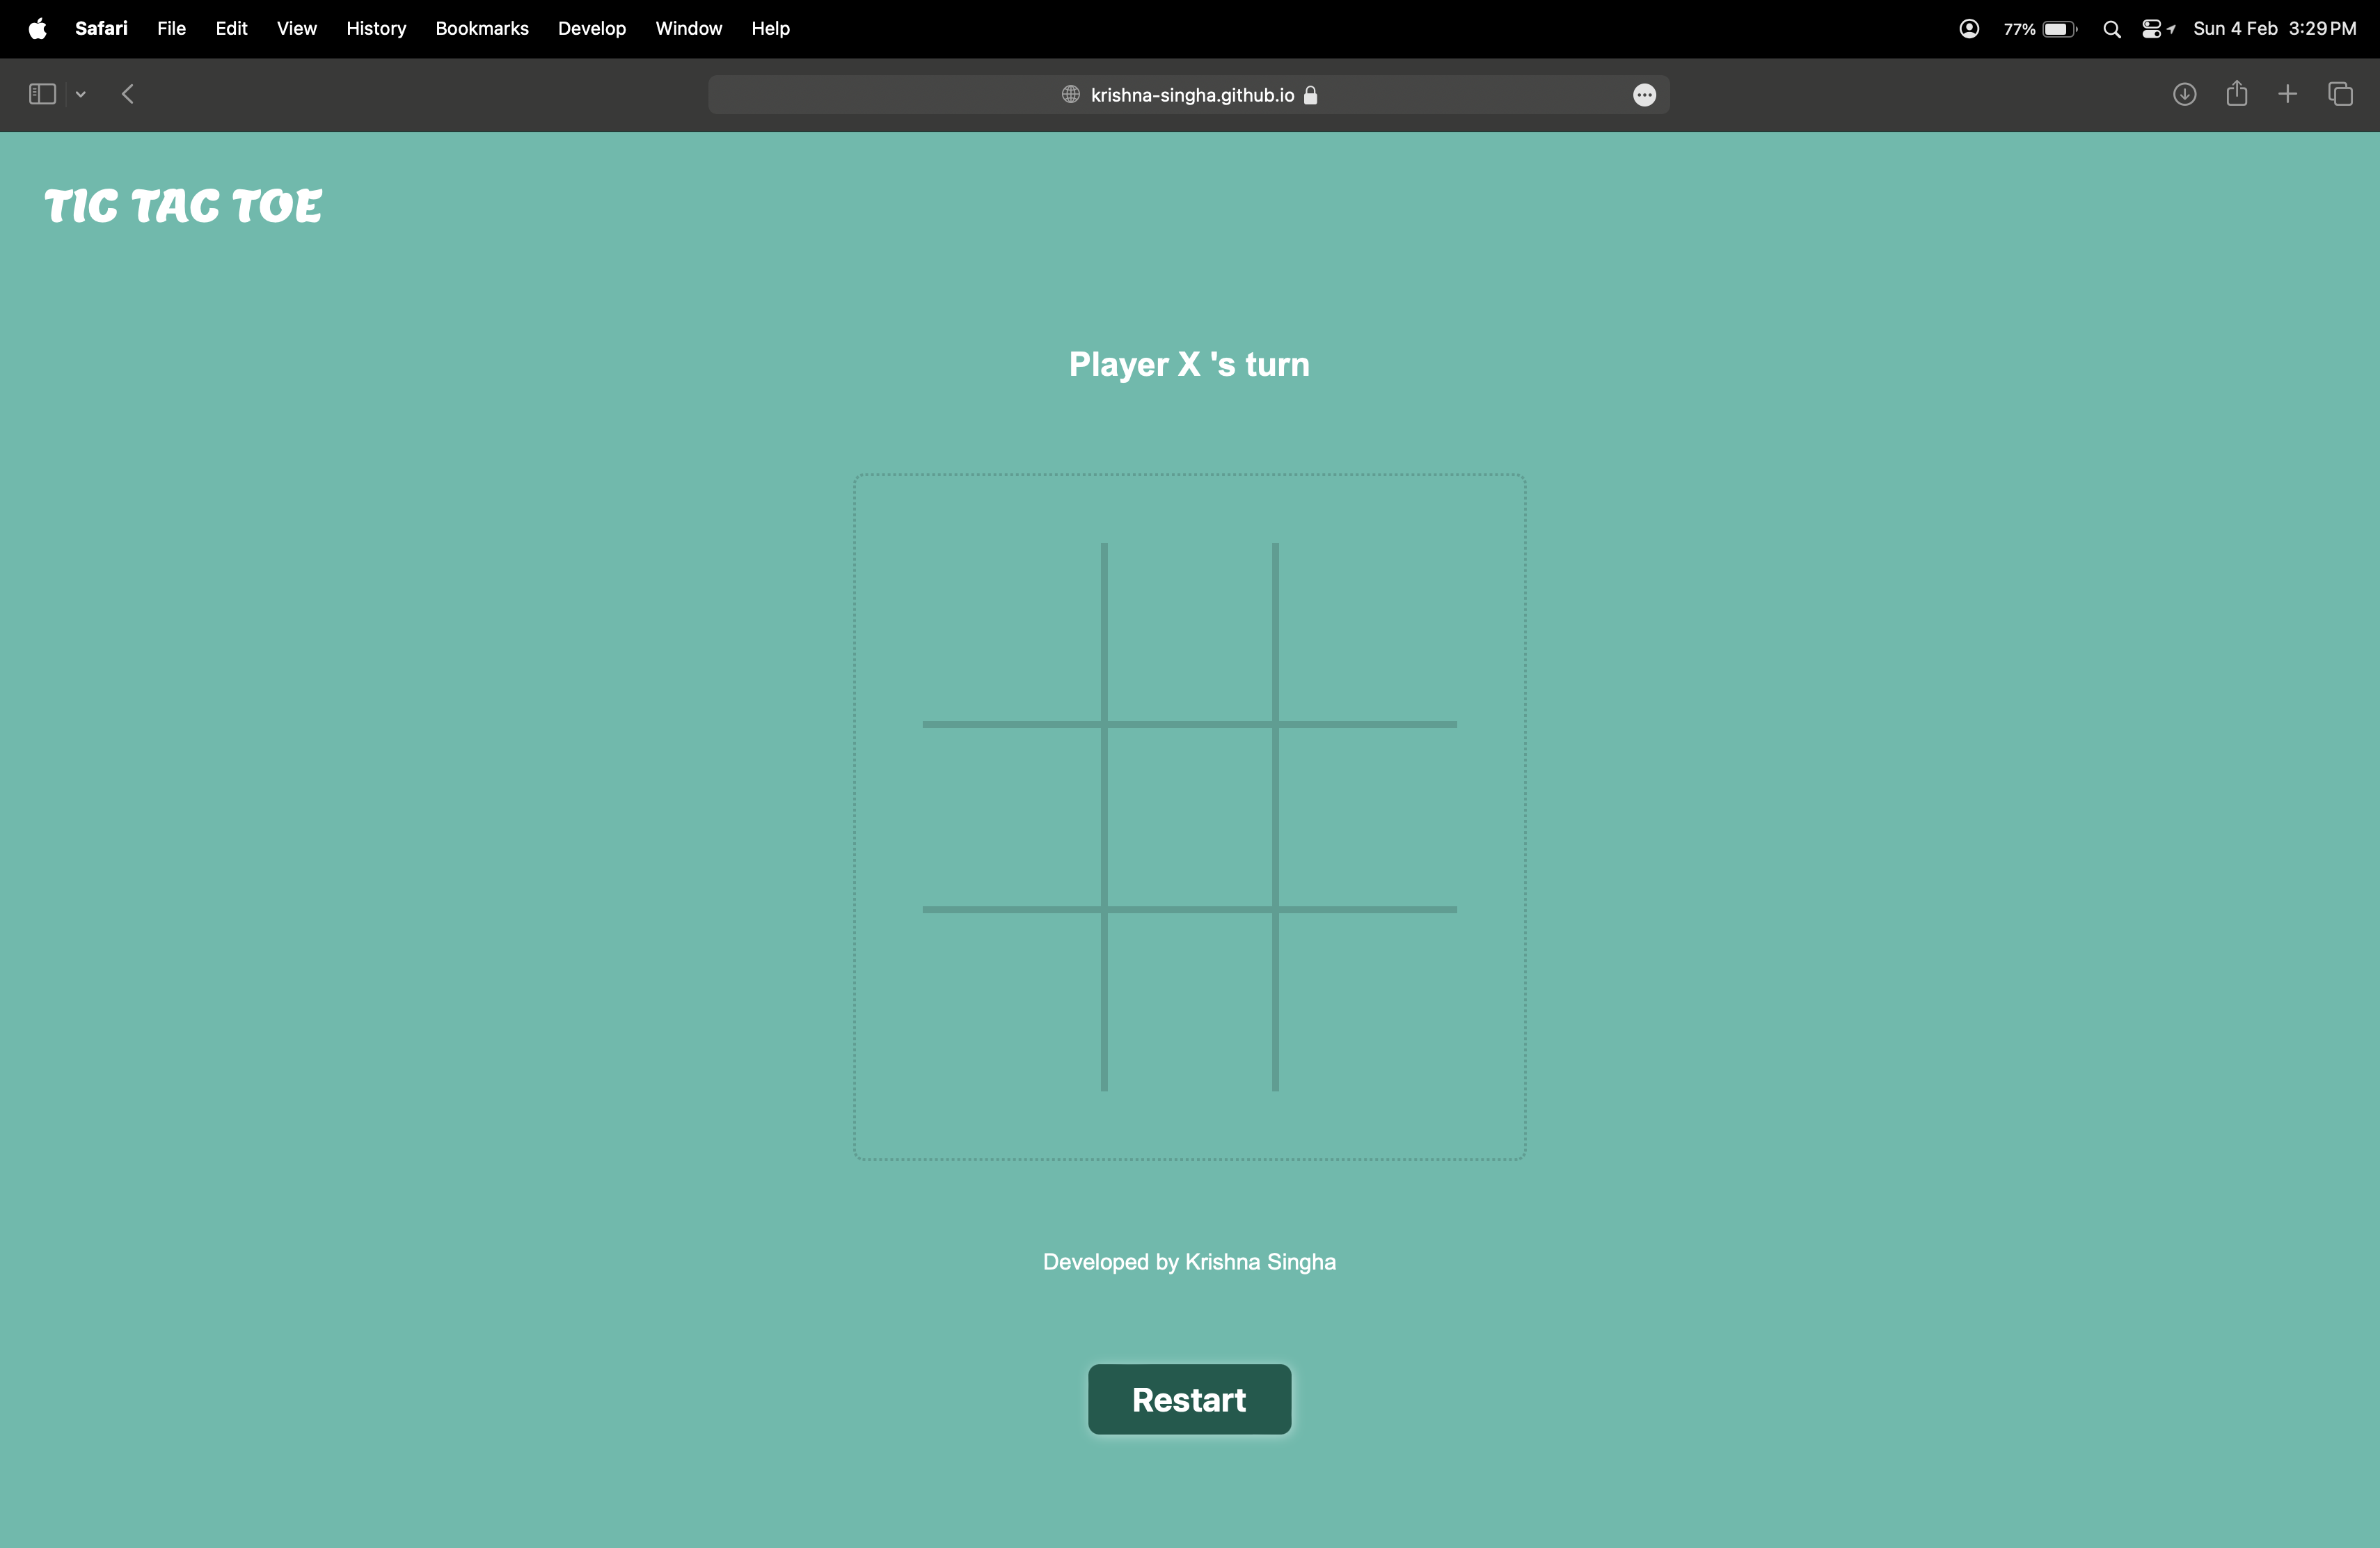 Safari File Edit View History Bookmarks Develop Window Help 77% Sun 4 Feb 3:29 PM
krishna-singha.github.io
TIC TAC TOE
Player X 's turn
Developed by Krishna Singha
Restart